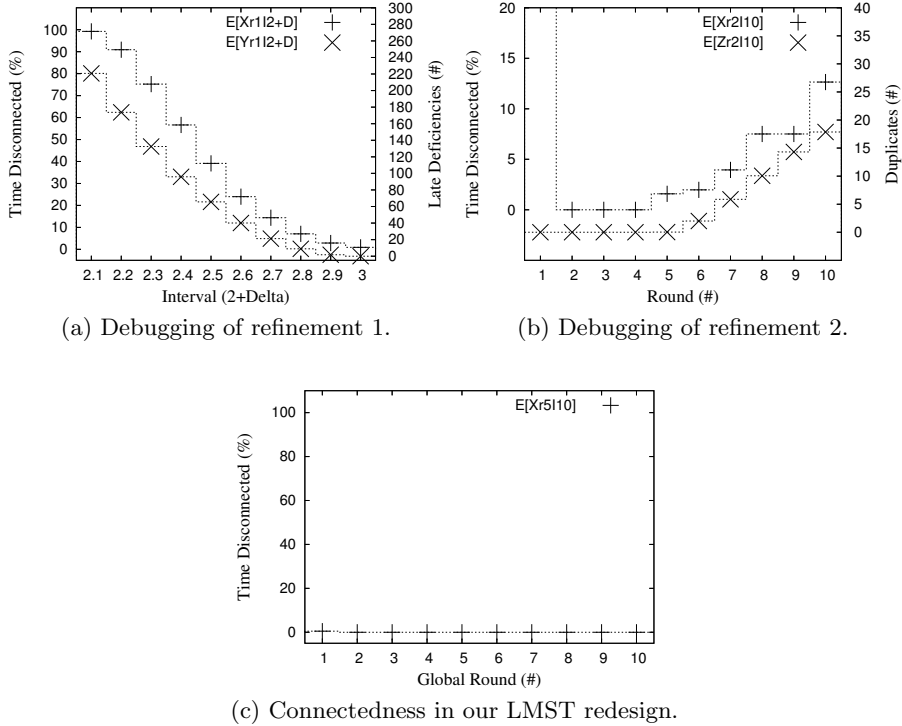 E[Xr1I2+D]
E[Yr1I2+D]
Time Disconnected (%)
100
90
80
70
60
50
40
30
20
10
0
Late Deficiencies (#)
300
280
260
240
220
200
180
160
140
120
100
80
60
40
20
0
2.1 2.2 2.3 2.4 2.5 2.6 2.7 2.8 2.9 3
Interval (2+Delta)
(a) Debugging of refinement 1.
E[Xr2I10]
E[Zr2I10]
Time Disconnected (%)
20
15
10
5
0
Duplicates (#)
40
35
30
25
20
15
10
5
0
1 2 3 4 5 6 7 8 9 10
Round (#)
(b) Debugging of refinement 2.
E[Xr5I10]
Time Disconnected (%)
100
80
60
40
20
0
1 2 3 4 5 6 7 8 9 10
Global Round (#)
(c) Connectedness in our LMST redesign.